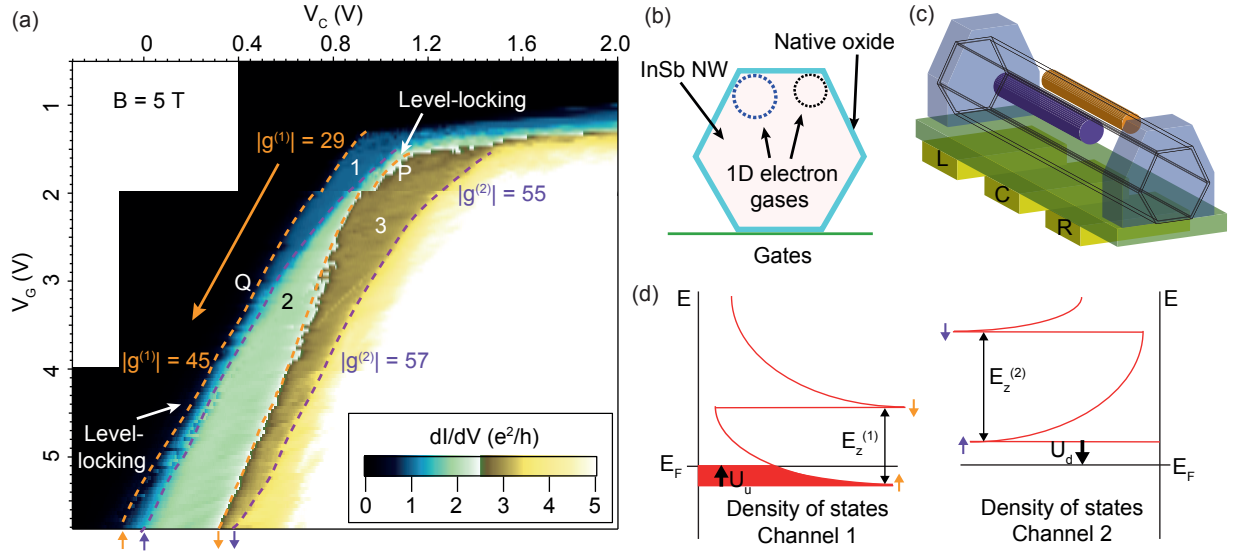 (a)
V_C (V)
0 0.4 0.8 1.2 1.6 2.0
V_G (V)
1
2
3
4
5
B = 5 T
Level-locking
|g^(1)| = 29
1
P
|g^(2)| = 55
3
Q
2
|g^(1)| = 45
|g^(2)| = 57
Level-
locking
dI/dV (e²/h)
0 1 2 3 4 5
(b)
Native oxide
InSb NW
1D electron
gases
Gates
(c)
L
C
R
(d)
E
E_z^(1)
E_F
U_u
Density of states
Channel 1
E
E_z^(2)
U_d
E_F
Density of states
Channel 2